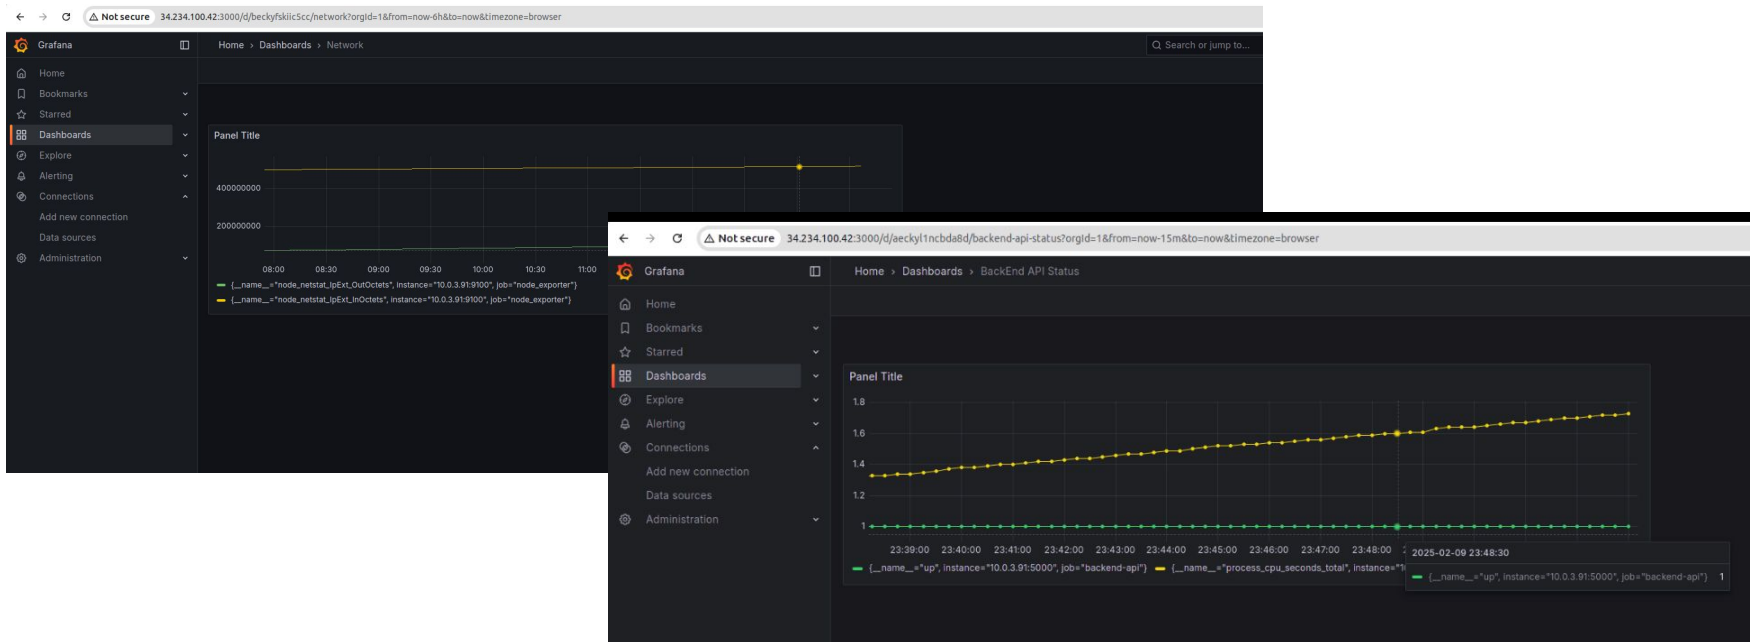 Not secure 34.234.100.42:3000/d/beckyfskiic5cc/network?orgId=1&from=now-6h&to=now&timezone=browser
Grafana
Home › Dashboards › Network
Search or jump to...
Home
Bookmarks
Starred
Dashboards
Explore
Alerting
Connections
Add new connection
Data sources
Administration
Panel Title
400000000
200000000
08:00 08:30 09:00 09:30 10:00 10:30 11:00
{__name__="node_netstat_IpExt_OutOctets", instance="10.0.3.91:9100", job="node_exporter"}
{__name__="node_netstat_IpExt_InOctets", instance="10.0.3.91:9100", job="node_exporter"}
Not secure 34.234.100.42:3000/d/aeckyl1ncbda8d/backend-api-status?orgId=1&from=now-15m&to=now&timezone=browser
Grafana
Home › Dashboards › BackEnd API Status
Home
Bookmarks
Starred
Dashboards
Explore
Alerting
Connections
Add new connection
Data sources
Administration
Panel Title
1.8
1.6
1.4
1.2
1
23:39:00 23:40:00 23:41:00 23:42:00 23:43:00 23:44:00 23:45:00 23:46:00 23:47:00 23:48:00
{__name__="up", instance="10.0.3.91:5000", job="backend-api"} {__name__="process_cpu_seconds_total", instance="1
2025-02-09 23:48:30
{__name__="up", instance="10.0.3.91:5000", job="backend-api"} 1